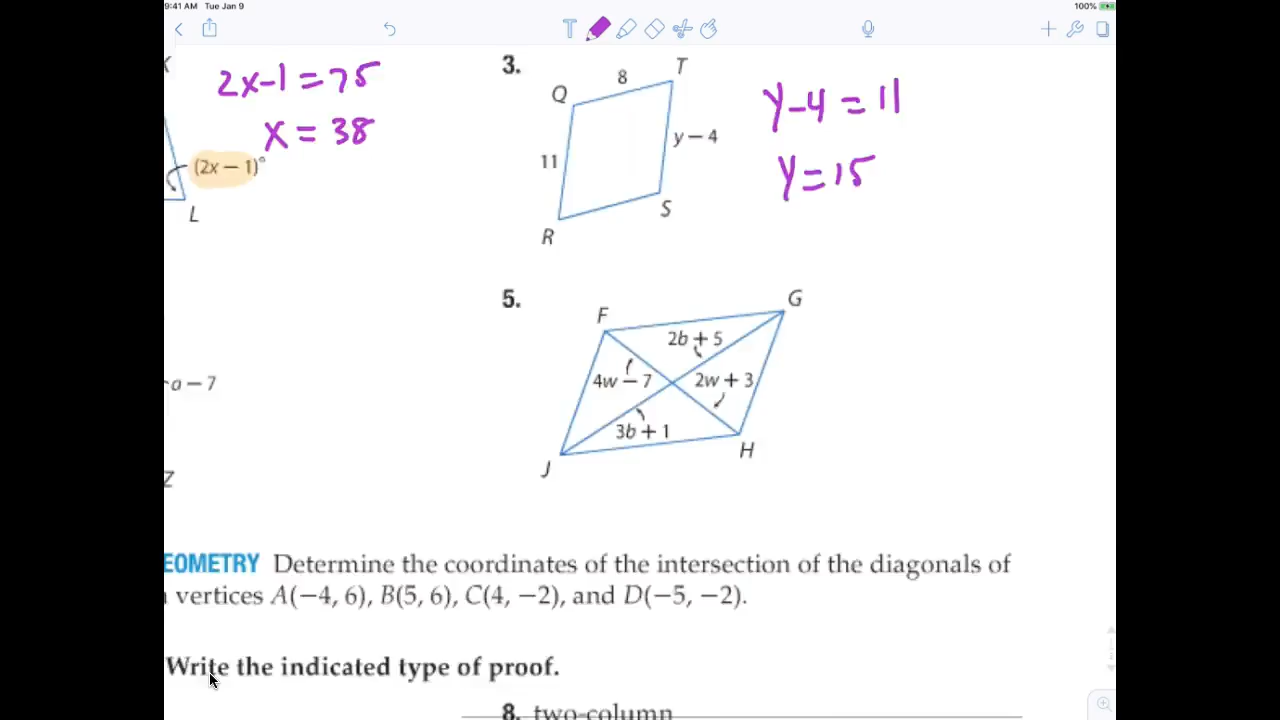 9:41 AM Tue Jan 9
100%
T
2x-1=75
x = 38
(2x – 1)°
L
3.
Q
8
T
11
y – 4
R
S
y-4 = 11
y=15
5.
F
G
2b + 5
4w – 7
2w + 3
3b + 1
J
H
a – 7
Z
EOMETRY Determine the coordinates of the intersection of the diagonals of
vertices A(−4, 6), B(5, 6), C(4, −2), and D(−5, −2).
Write the indicated type of proof.
8. two-column